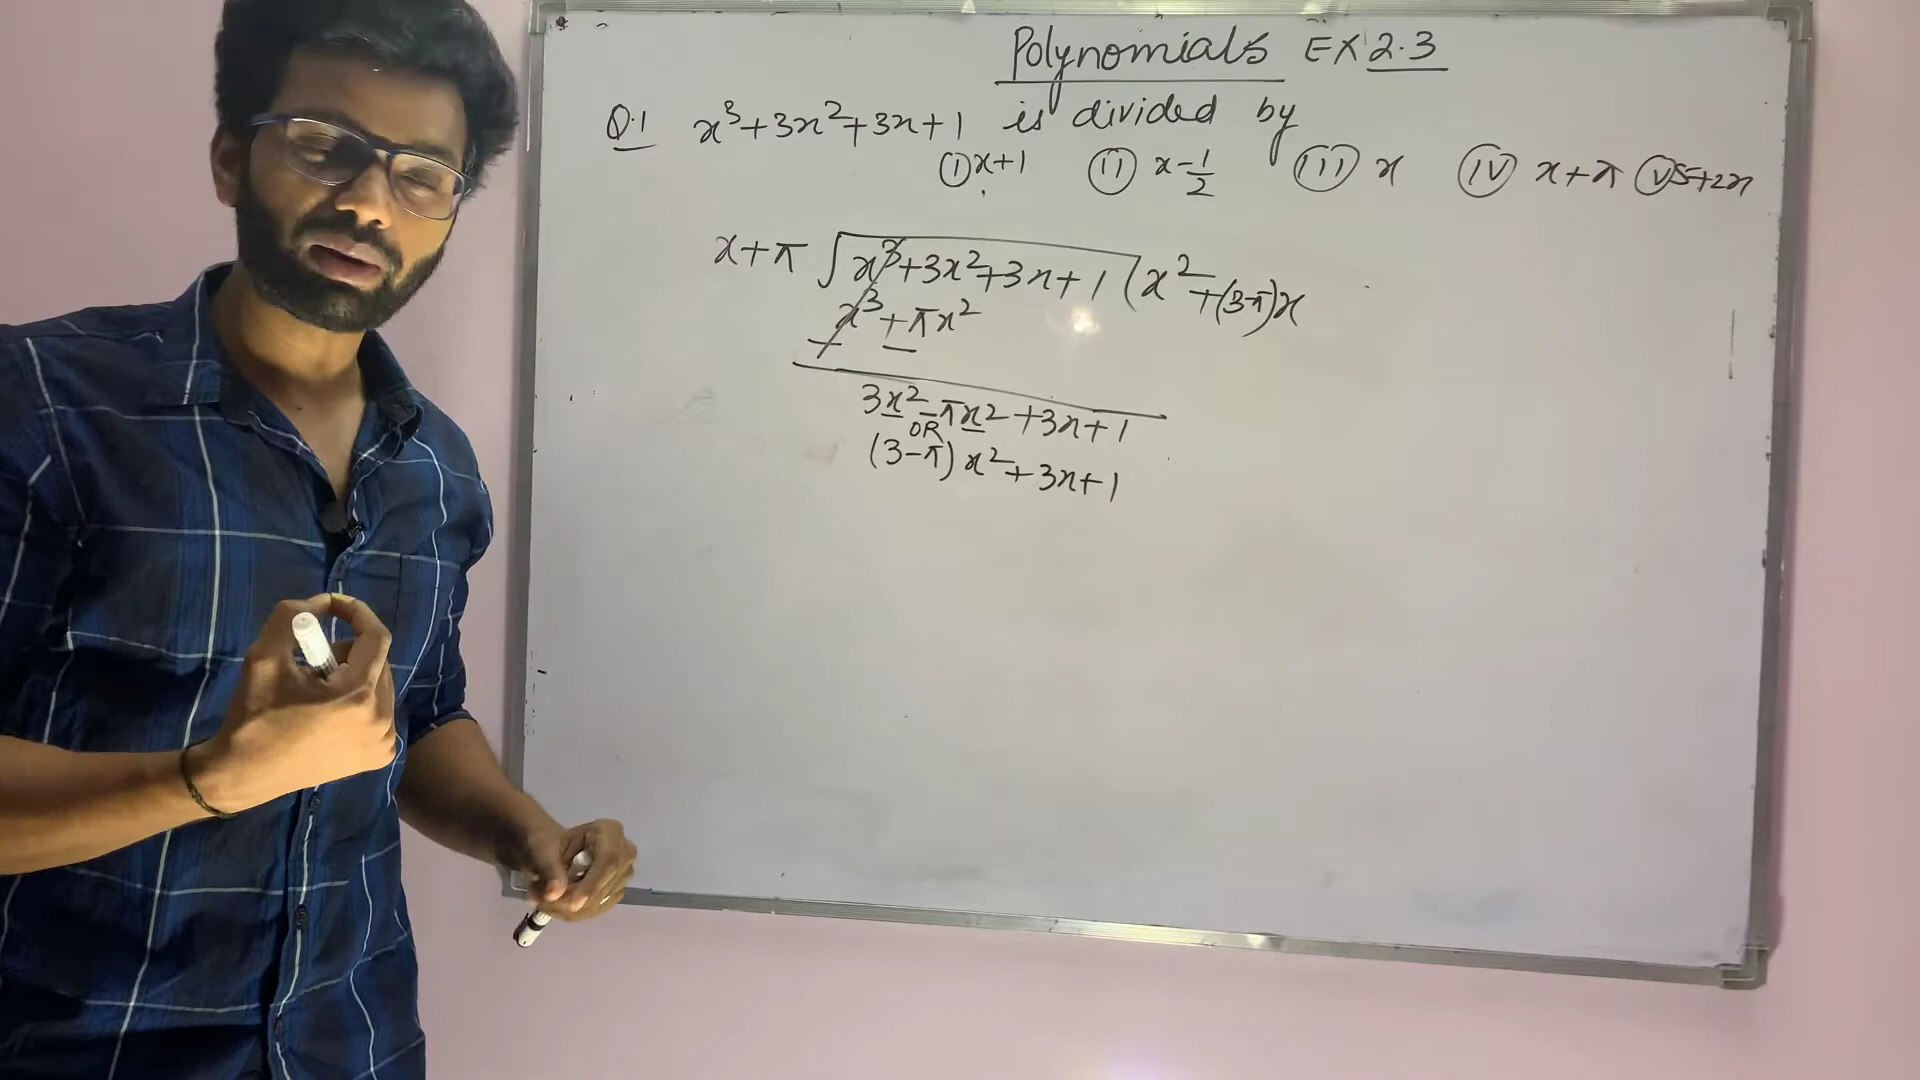 Polynomials EX 2.3
Q.1 x³+3x²+3x+1 is divided by
(i) x+1 (ii) x-1/2 (iii) x (iv) x+π (v) 5+2x
x+π √x³+3x²+3x+1 (x²+(3-π)x
x³+πx²
- -
3x²-πx²+3x+1
OR
(3-π)x²+3x+1